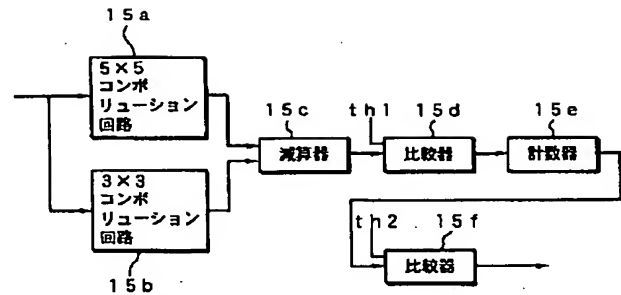 15a
5×5
コンボ
リューション
回路
15c
th1
15d
15e
減算器
比較器
計数器
3×3
コンボ
リューション
回路
15b
th2
15f
比較器